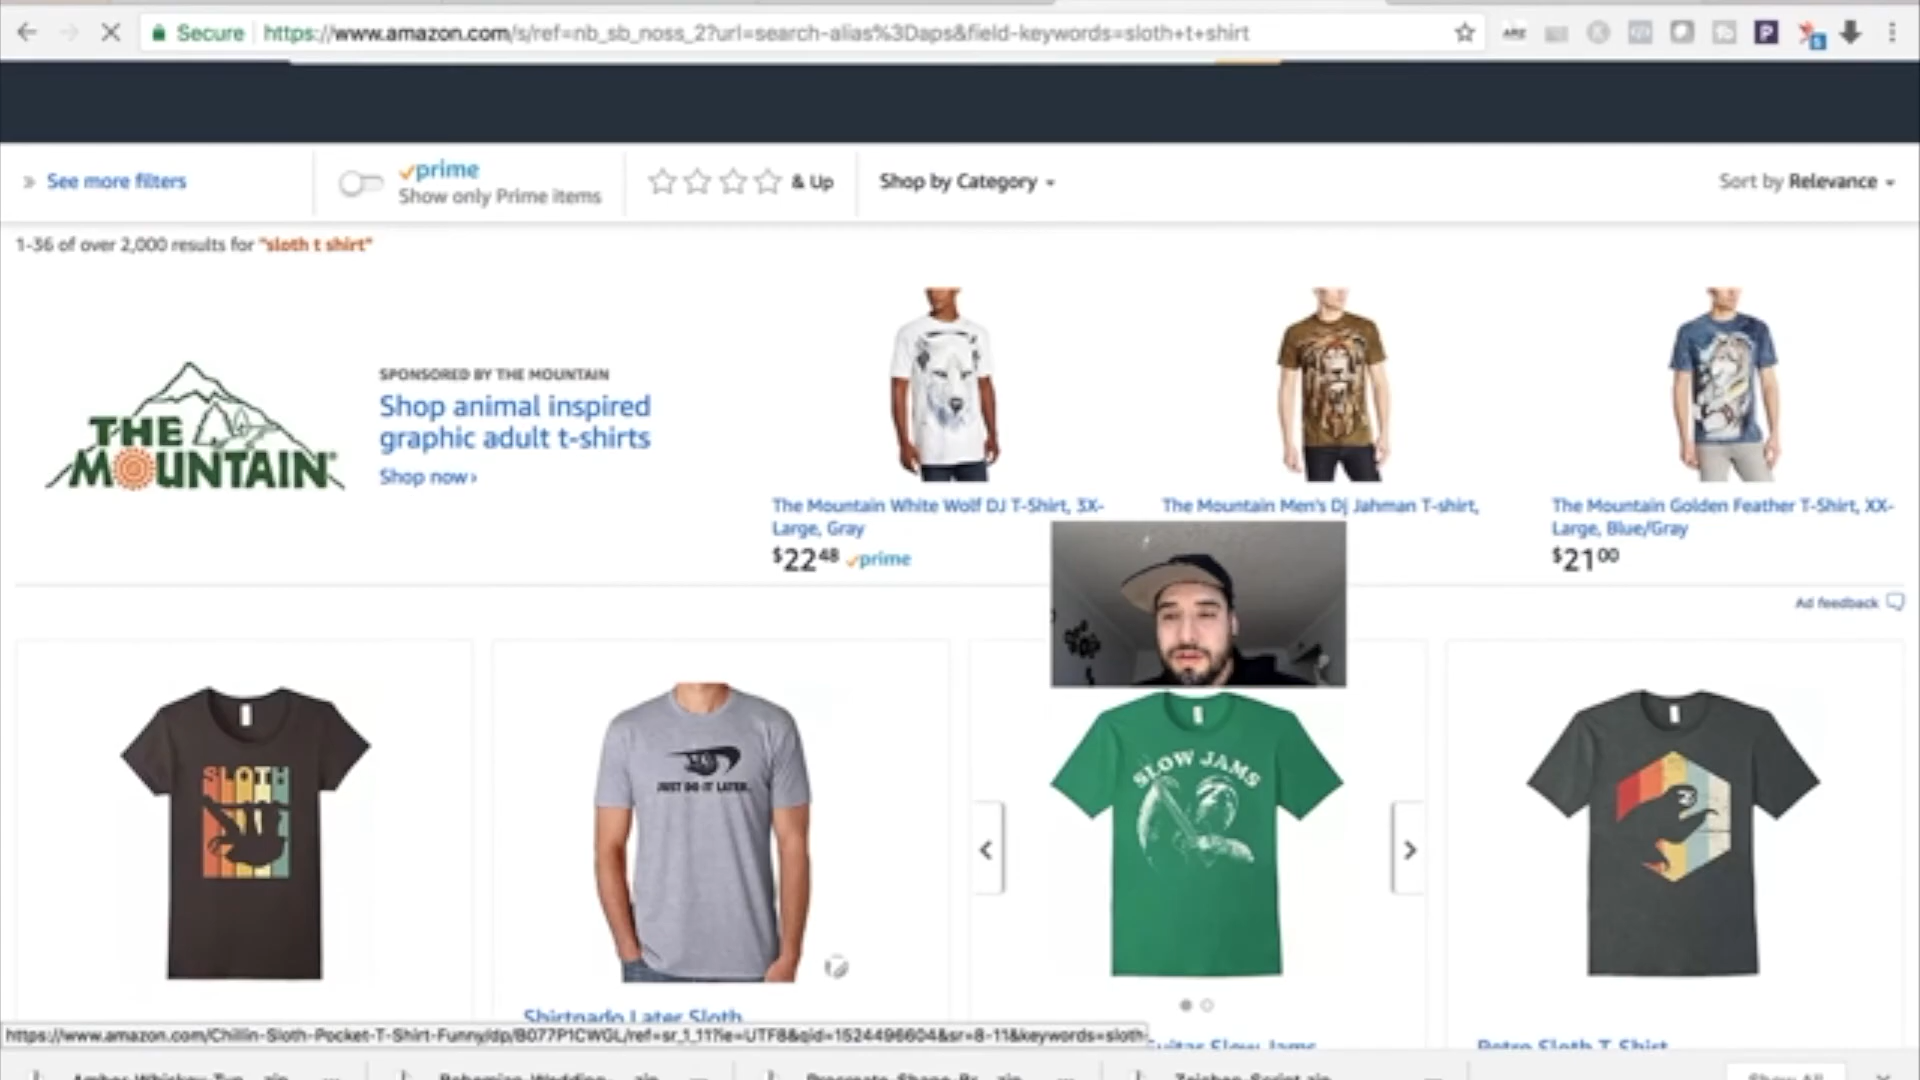 Secure https://www.amazon.com/s/ref=nb_sb_noss_2?url=search-alias%3Daps&field-keywords=sloth+t+shirt
» See more filters
prime
Show only Prime items
& Up
Shop by Category
Sort by Relevance
1-36 of over 2,000 results for "sloth t shirt"
THE MOUNTAIN
SPONSORED BY THE MOUNTAIN
Shop animal inspired
graphic adult t-shirts
Shop now ›
The Mountain White Wolf DJ T-Shirt, 3X-
Large, Gray
$22 48 prime
The Mountain Men's Dj Jahman T-shirt,
The Mountain Golden Feather T-Shirt, XX-
Large, Blue/Gray
$21 00
Ad feedback
SLOTH
JUST DO IT LATER.
SLOW JAMS
Shirtnado Later Sloth
Guitar Slow Jams
Retro Sloth T Shirt
https://www.amazon.com/Chillin-Sloth-Pocket-T-Shirt-Funny/dp/B077P1CWGL/ref=sr_1_11?ie=UTF8&qid=1524496604&sr=8-11&keywords=sloth-
Show All